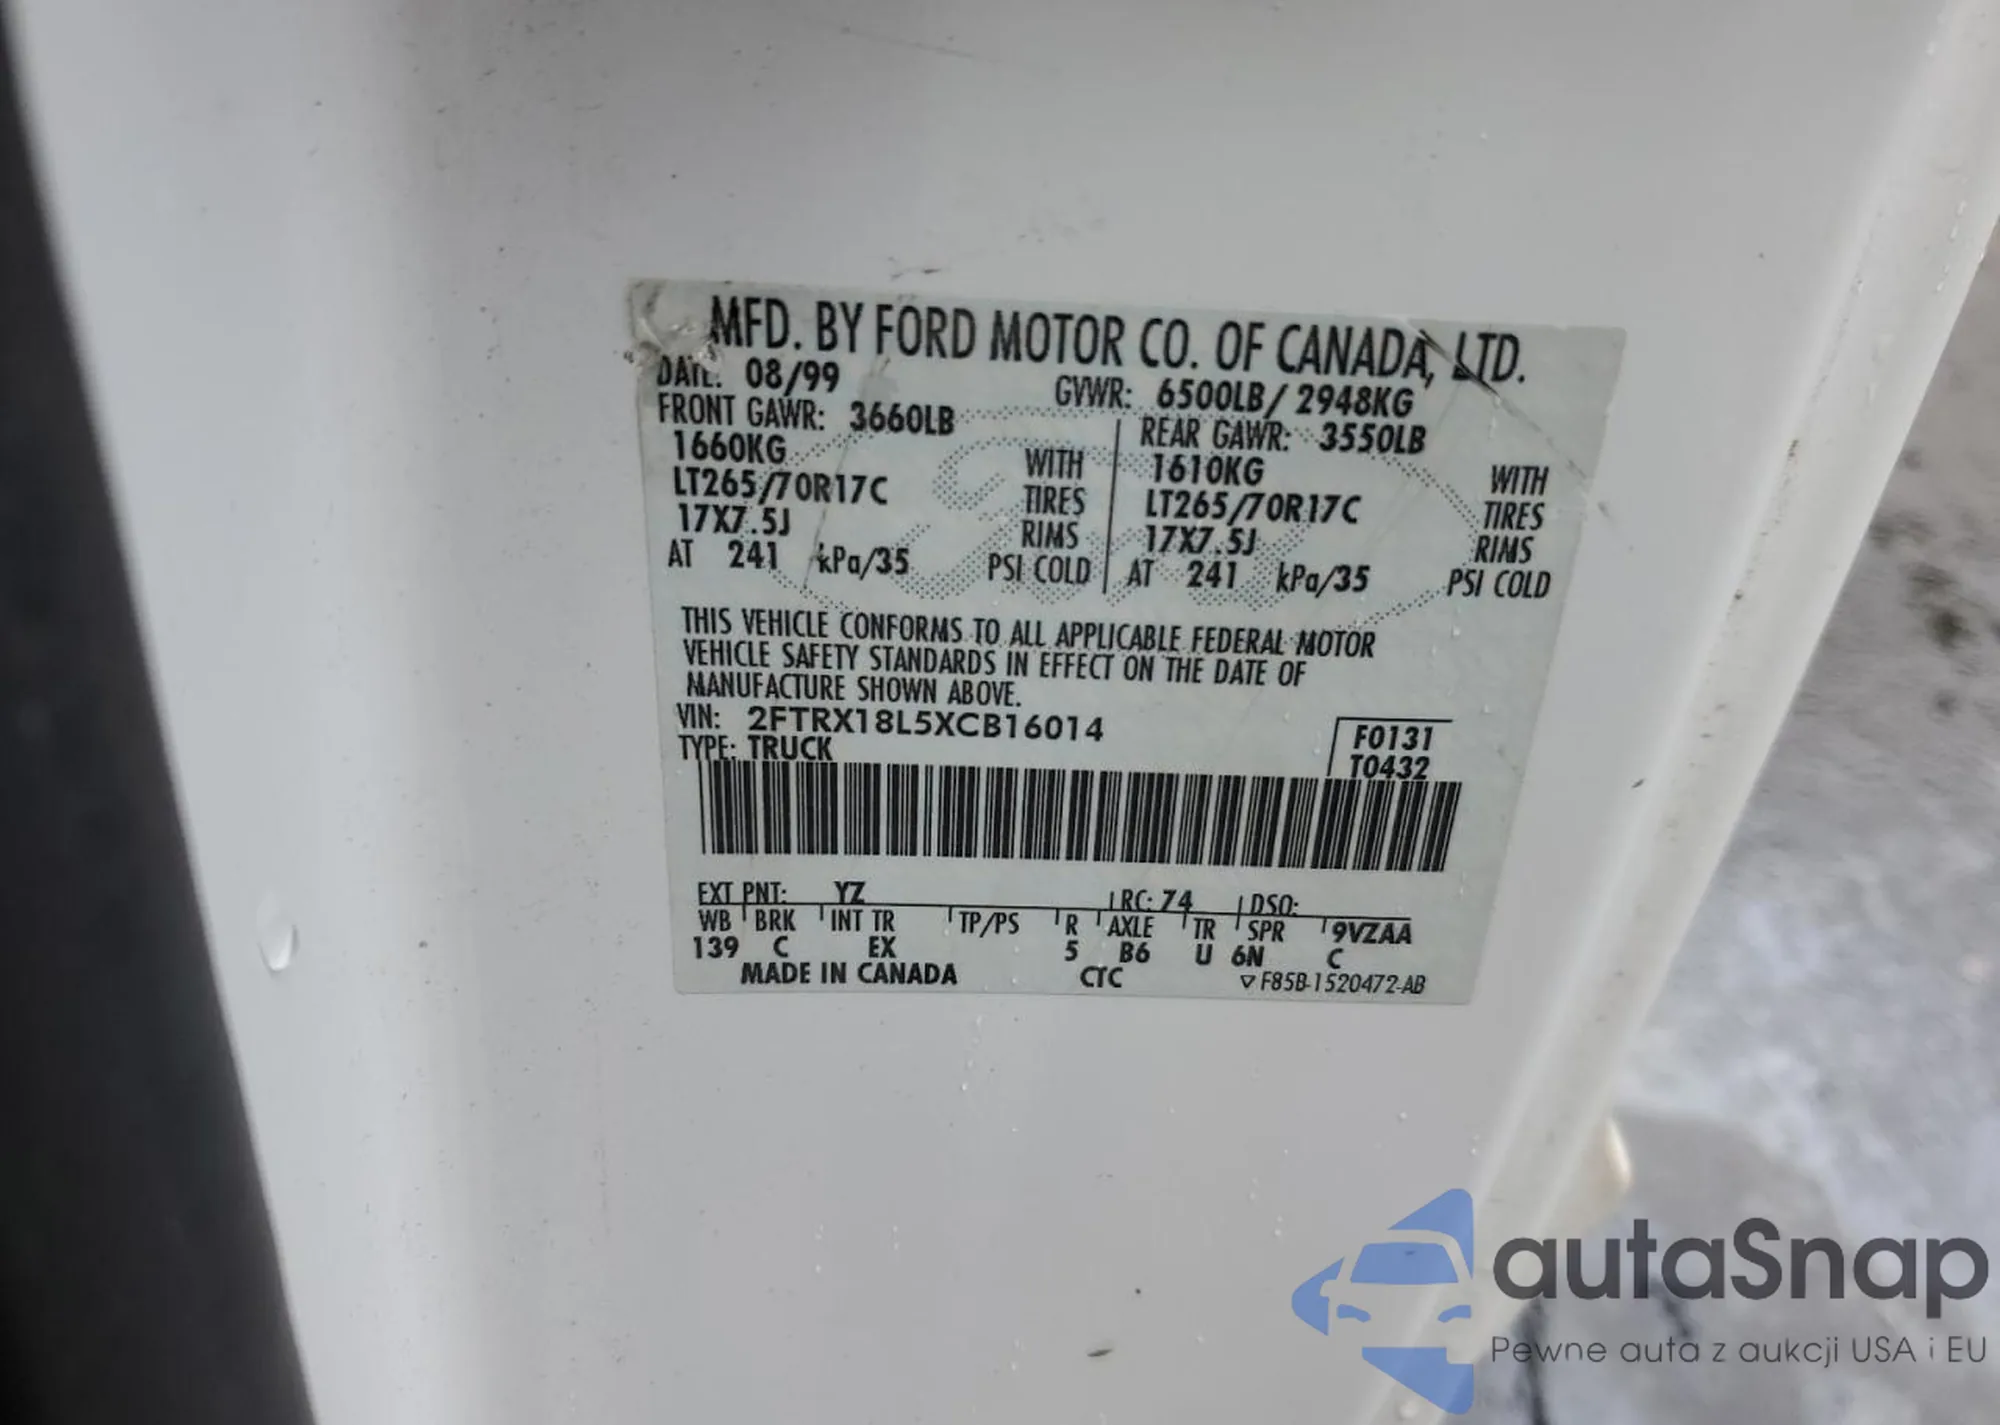 MFD. BY FORD MOTOR CO. OF CANADA, LTD.
DATE: 08/99 GVWR: 6500LB/ 2948KG
FRONT GAWR: 3660LB REAR GAWR: 3550LB
1660KG WITH 1610KG WITH
LT265/70R17C TIRES LT265/70R17C TIRES
17X7.5J RIMS 17X7.5J RIMS
AT 241 kPa/35 PSI COLD AT 241 kPa/35 PSI COLD
THIS VEHICLE CONFORMS TO ALL APPLICABLE FEDERAL MOTOR
VEHICLE SAFETY STANDARDS IN EFFECT ON THE DATE OF
MANUFACTURE SHOWN ABOVE.
VIN: 2FTRX18L5XCB16014 F0131
TYPE: TRUCK T0432
EXT PNT: YZ RC: 74 DSO:
WB BRK INT TR TP/PS R AXLE TR SPR 9VZAA
139 C EX 5 B6 U 6N C
MADE IN CANADA CTC ▽ F85B-1520472-AB
autaSnap
Pewne auta z aukcji USA i EU